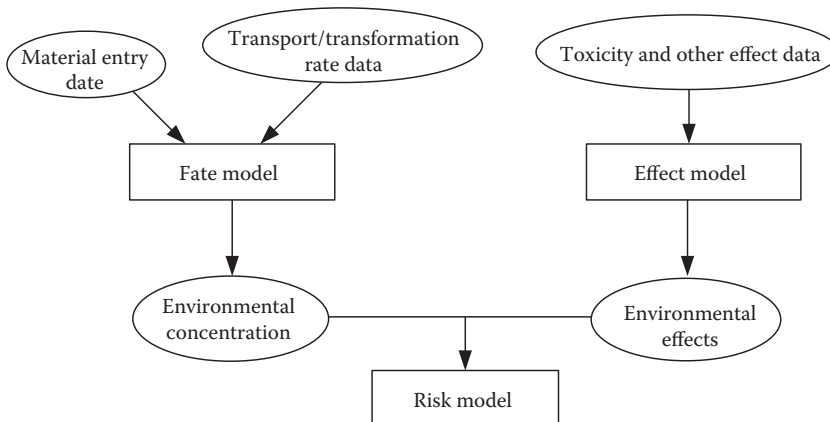 Material entry
date
Transport/transformation
rate data
Toxicity and other effect data
Fate model
Effect model
Environmental
concentration
Environmental
effects
Risk model